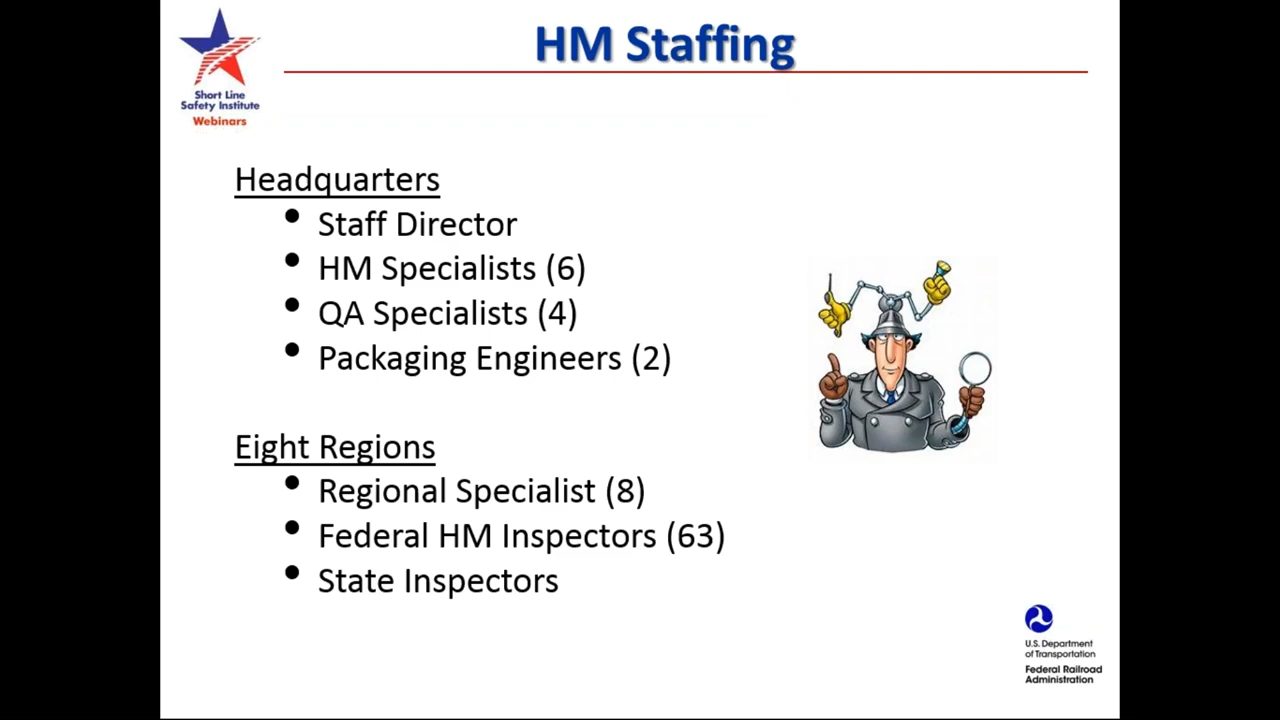 HM Staffing
Short Line
Safety Institute
Webinars
Headquarters
• Staff Director
• HM Specialists (6)
• QA Specialists (4)
• Packaging Engineers (2)
Eight Regions
• Regional Specialist (8)
• Federal HM Inspectors (63)
• State Inspectors
U.S. Department
of Transportation
Federal Railroad
Administration